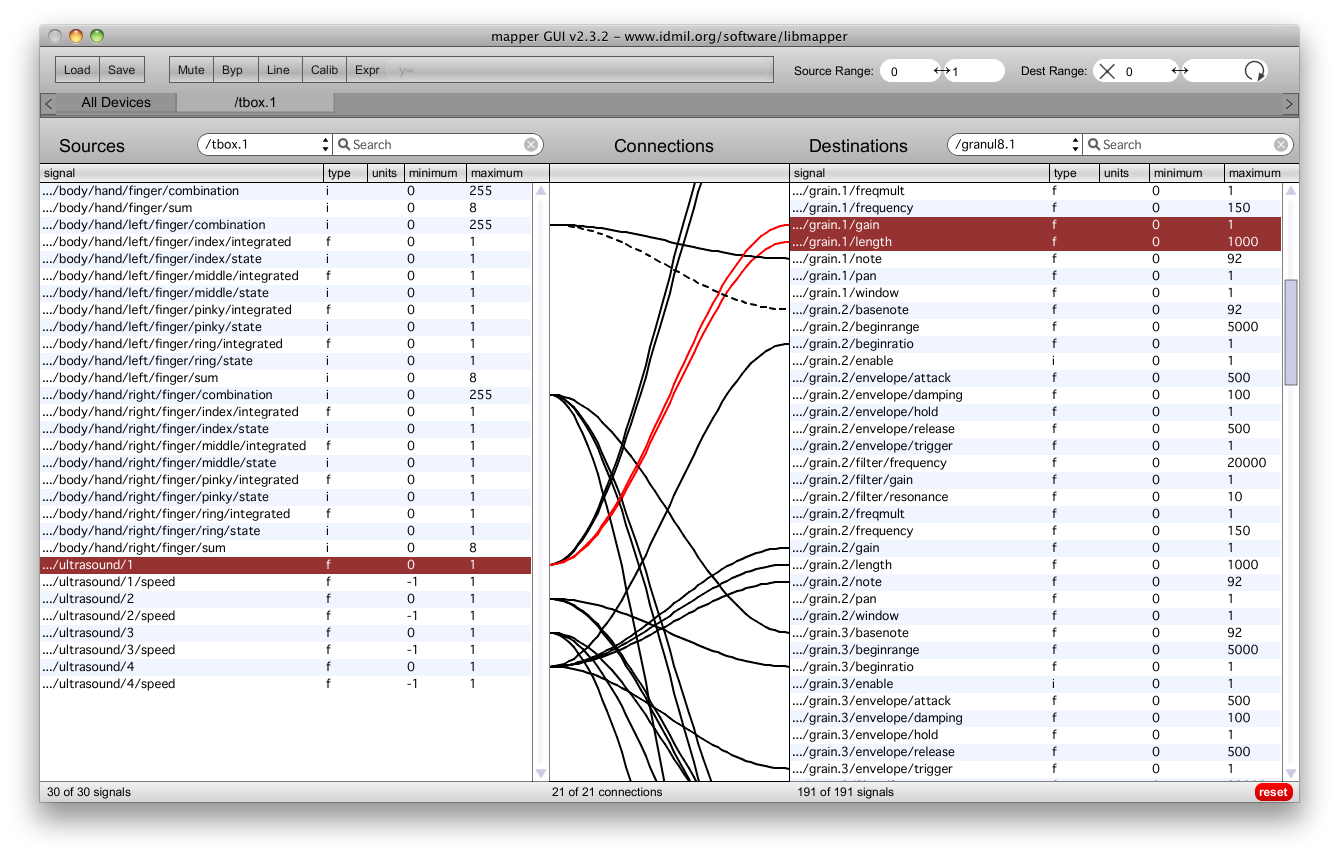 mapper GUI v2.3.2 – www.idmil.org/software/libmapper
Load Save Mute Byp Line Calib Expr y= Source Range: 0 ↔ 1 Dest Range: 0 ↔
< All Devices /tbox.1 >
Sources /tbox.1 Search Connections Destinations /granul8.1 Search
signal type units minimum maximum signal type units minimum maximum
.../body/hand/finger/combination i 0 255 .../grain.1/freqmult f 0 1
.../body/hand/finger/sum i 0 8 .../grain.1/frequency f 0 150
.../body/hand/left/finger/combination i 0 255 .../grain.1/gain f 0 1
.../body/hand/left/finger/index/integrated f 0 1 .../grain.1/length f 0 1000
.../body/hand/left/finger/index/state i 0 1 .../grain.1/note f 0 92
.../body/hand/left/finger/middle/integrated f 0 1 .../grain.1/pan f 0 1
.../body/hand/left/finger/middle/state i 0 1 .../grain.1/window f 0 1
.../body/hand/left/finger/pinky/integrated f 0 1 .../grain.2/basenote f 0 92
.../body/hand/left/finger/pinky/state i 0 1 .../grain.2/beginrange f 0 5000
.../body/hand/left/finger/ring/integrated f 0 1 .../grain.2/beginratio f 0 1
.../body/hand/left/finger/ring/state i 0 1 .../grain.2/enable i 0 1
.../body/hand/left/finger/sum i 0 8 .../grain.2/envelope/attack f 0 500
.../body/hand/right/finger/combination i 0 255 .../grain.2/envelope/damping f 0 100
.../body/hand/right/finger/index/integrated f 0 1 .../grain.2/envelope/hold f 0 1
.../body/hand/right/finger/index/state i 0 1 .../grain.2/envelope/release f 0 500
.../body/hand/right/finger/middle/integrated f 0 1 .../grain.2/envelope/trigger f 0 1
.../body/hand/right/finger/middle/state i 0 1 .../grain.2/filter/frequency f 0 20000
.../body/hand/right/finger/pinky/integrated f 0 1 .../grain.2/filter/gain f 0 1
.../body/hand/right/finger/pinky/state i 0 1 .../grain.2/filter/resonance f 0 10
.../body/hand/right/finger/ring/integrated f 0 1 .../grain.2/freqmult f 0 1
.../body/hand/right/finger/ring/state i 0 1 .../grain.2/frequency f 0 150
.../body/hand/right/finger/sum i 0 8 .../grain.2/gain f 0 1
.../ultrasound/1 f 0 1 .../grain.2/length f 0 1000
.../ultrasound/1/speed f -1 1 .../grain.2/note f 0 92
.../ultrasound/2 f 0 1 .../grain.2/pan f 0 1
.../ultrasound/2/speed f -1 1 .../grain.2/window f 0 1
.../ultrasound/3 f 0 1 .../grain.3/basenote f 0 92
.../ultrasound/3/speed f -1 1 .../grain.3/beginrange f 0 5000
.../ultrasound/4 f 0 1 .../grain.3/beginratio f 0 1
.../ultrasound/4/speed f -1 1 .../grain.3/enable i 0 1
.../grain.3/envelope/attack f 0 500
.../grain.3/envelope/damping f 0 100
.../grain.3/envelope/hold f 0 1
.../grain.3/envelope/release f 0 500
.../grain.3/envelope/trigger f 0 1
30 of 30 signals 21 of 21 connections 191 of 191 signals reset